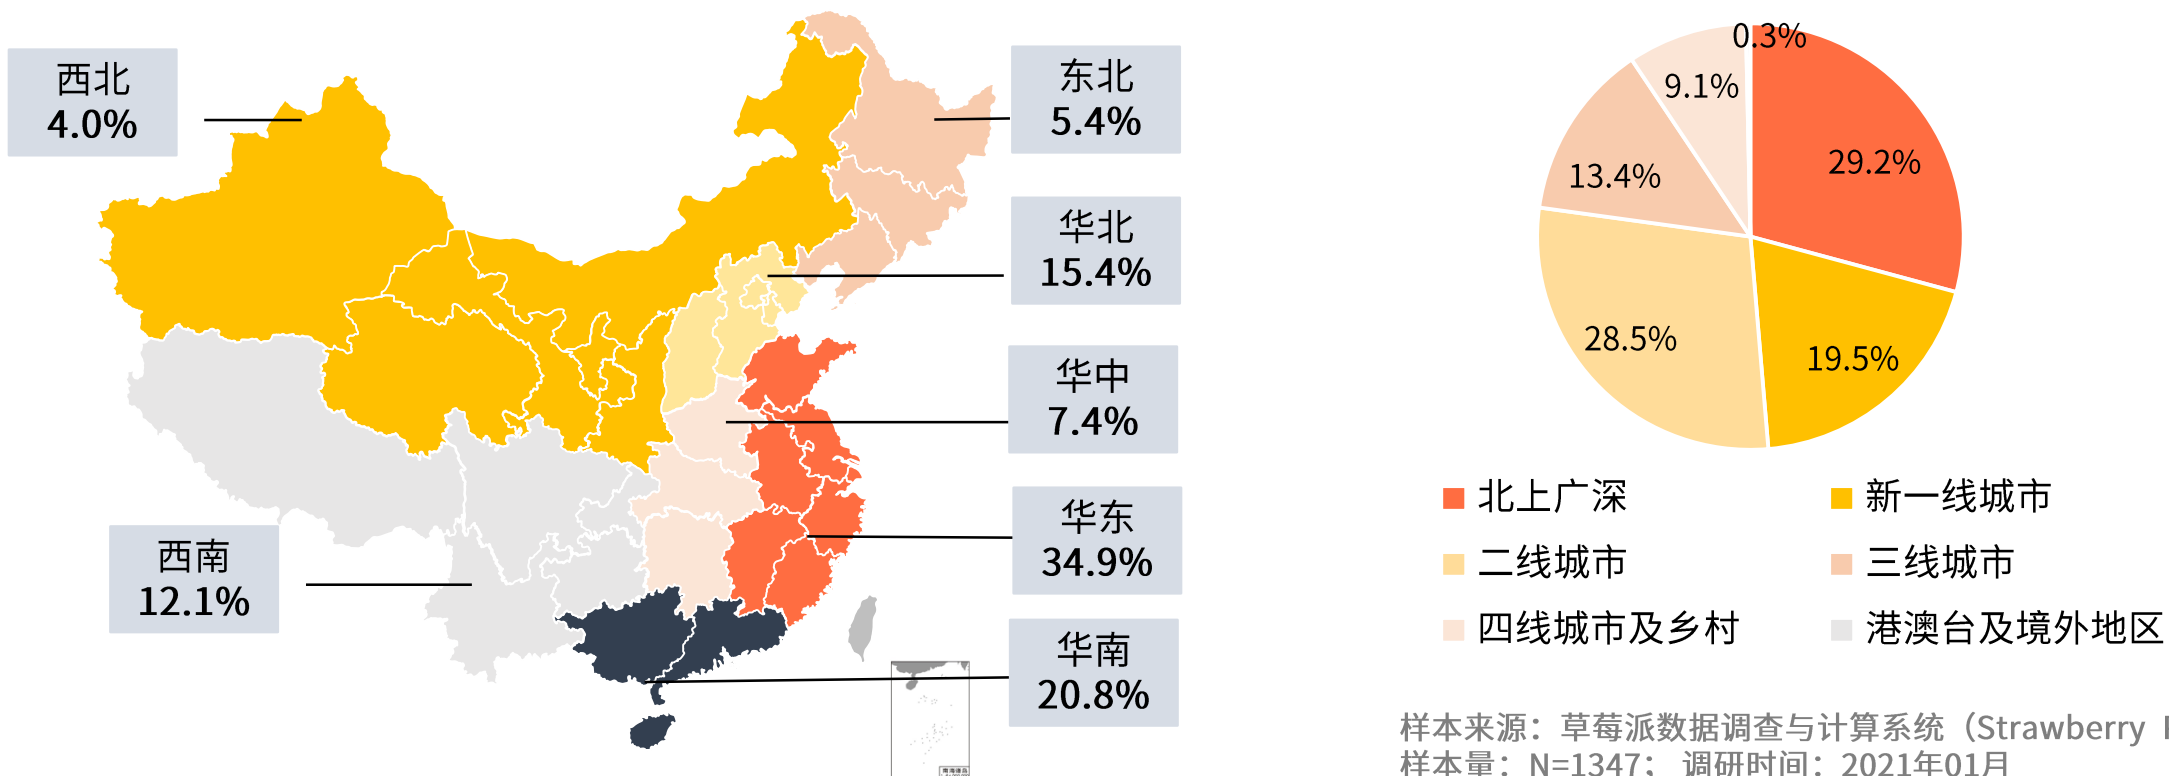 西北
4.0%
东北
5.4%
华北
15.4%
华中
7.4%
华东
34.9%
西南
12.1%
华南
20.8%
南海诸岛
0.3%
9.1%
29.2%
13.4%
28.5%
19.5%
北上广深
新一线城市
二线城市
三线城市
四线城市及乡村
港澳台及境外地区
样本来源：草莓派数据调查与计算系统（Strawberry
样本量：N=1347； 调研时间：2021年01月